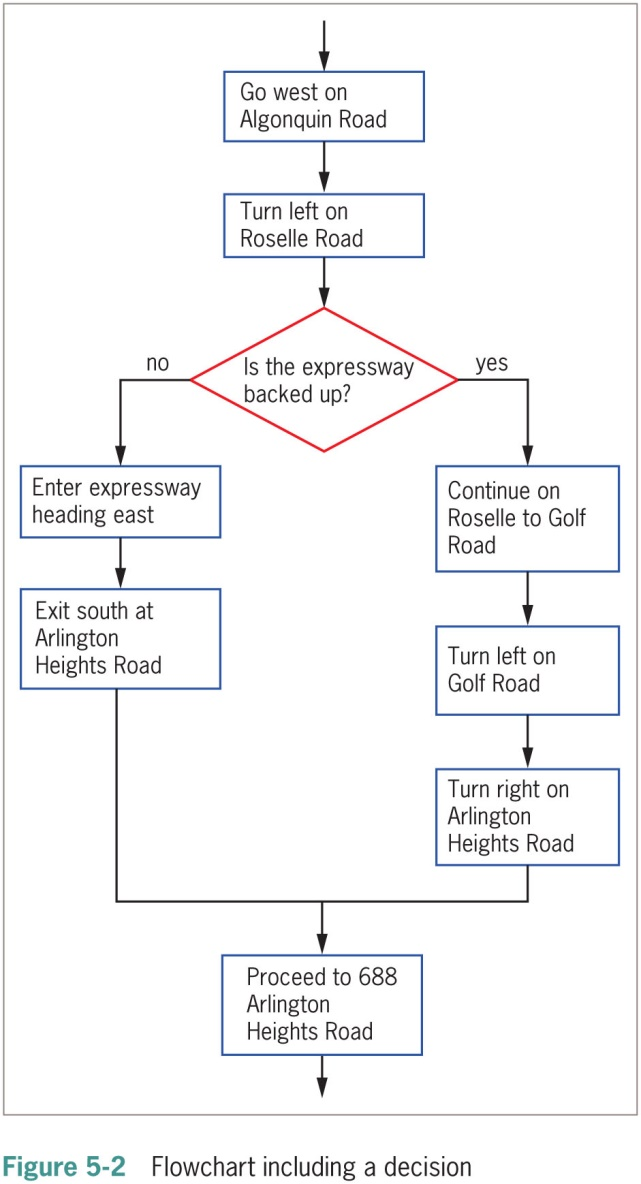 Go west on
Algonquin Road
Turn left on
Roselle Road
Is the expressway
backed up?
no
yes
Enter expressway
heading east
Exit south at
Arlington
Heights Road
Continue on
Roselle to Golf
Road
Turn left on
Golf Road
Turn right on
Arlington
Heights Road
Proceed to 688
Arlington
Heights Road
Figure 5-2 Flowchart including a decision